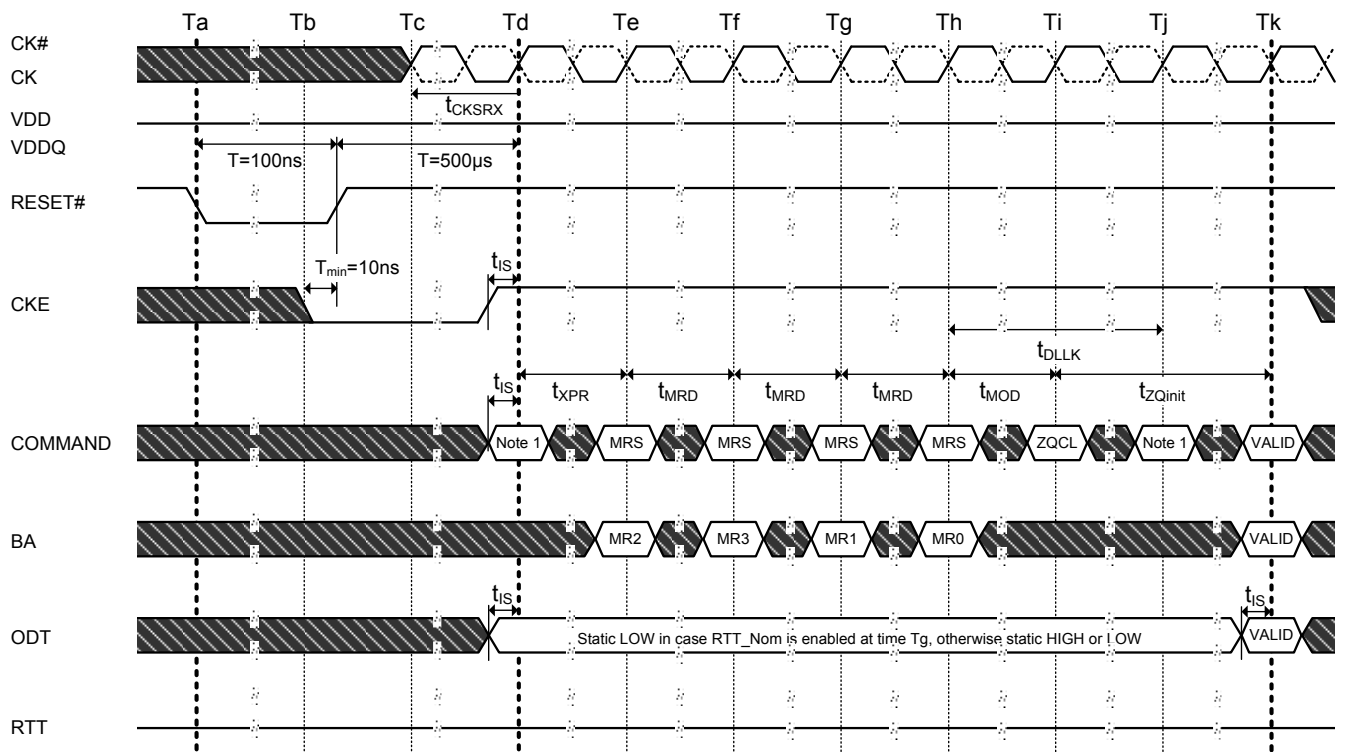 Ta Tb Tc Td Te Tf Tg Th Ti Tj Tk
CK#
CK
tCKSRX
VDD
VDDQ
T=100ns T=500µs
RESET#
Tmin=10ns tIS
CKE
tDLLK
tIS tXPR tMRD tMRD tMRD tMOD tZQinit
COMMAND Note 1 MRS MRS MRS MRS ZQCL Note 1 VALID
BA MR2 MR3 MR1 MR0 VALID
tIS tIS
ODT Static LOW in case RTT_Nom is enabled at time Tg, otherwise static HIGH or LOW VALID
RTT